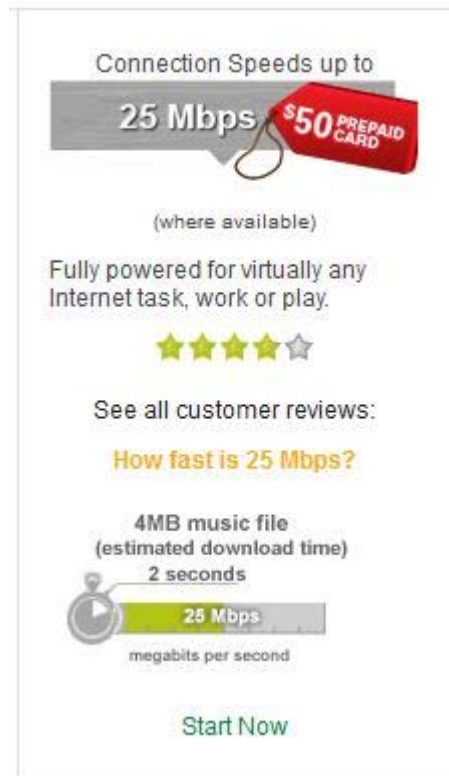 Connection Speeds up to
25 Mbps
$50 PREPAID
CARD
(where available)
Fully powered for virtually any
Internet task, work or play.
See all customer reviews:
How fast is 25 Mbps?
4MB music file
(estimated download time)
2 seconds
25 Mbps
megabits per second
Start Now